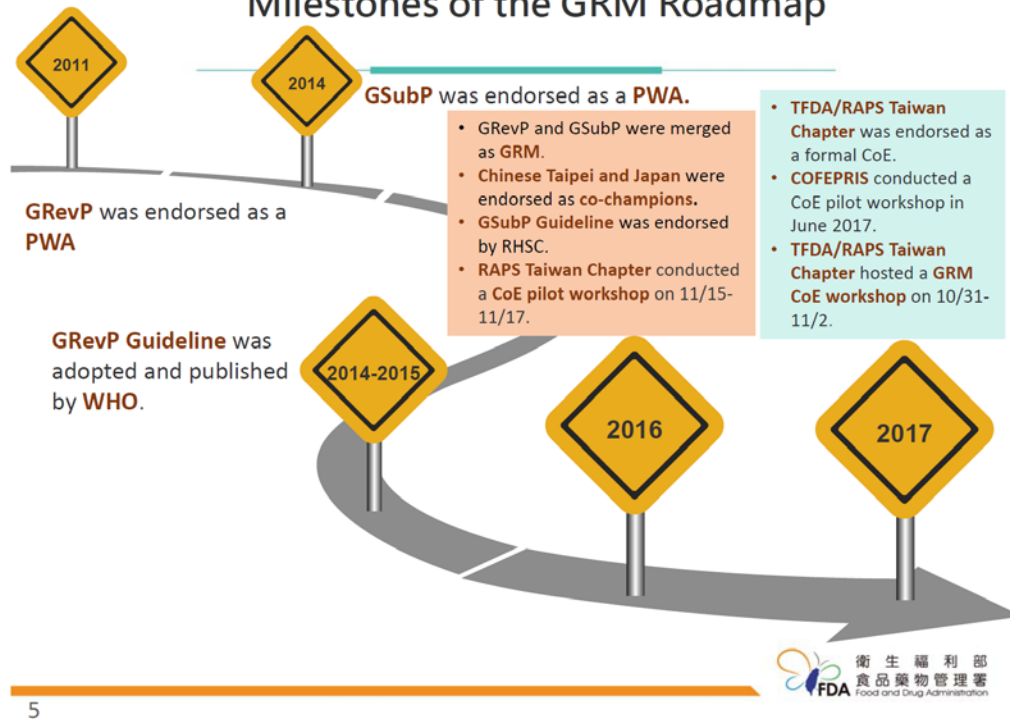 Milestones of the GRM Roadmap
2011
2014
GSubP was endorsed as a PWA.
GRevP was endorsed as a
PWA
• GRevP and GSubP were merged
as GRM.
• Chinese Taipei and Japan were
endorsed as co-champions.
• GSubP Guideline was endorsed
by RHSC.
• RAPS Taiwan Chapter conducted
a CoE pilot workshop on 11/15-
11/17.
• TFDA/RAPS Taiwan
Chapter was endorsed as
a formal CoE.
• COFEPRIS conducted a
CoE pilot workshop in
June 2017.
• TFDA/RAPS Taiwan
Chapter hosted a GRM
CoE workshop on 10/31-
11/2.
GRevP Guideline was
adopted and published
by WHO.
2014-2015
2016
2017
衛生福利部
食品藥物管理署
FDA Food and Drug Administration
5